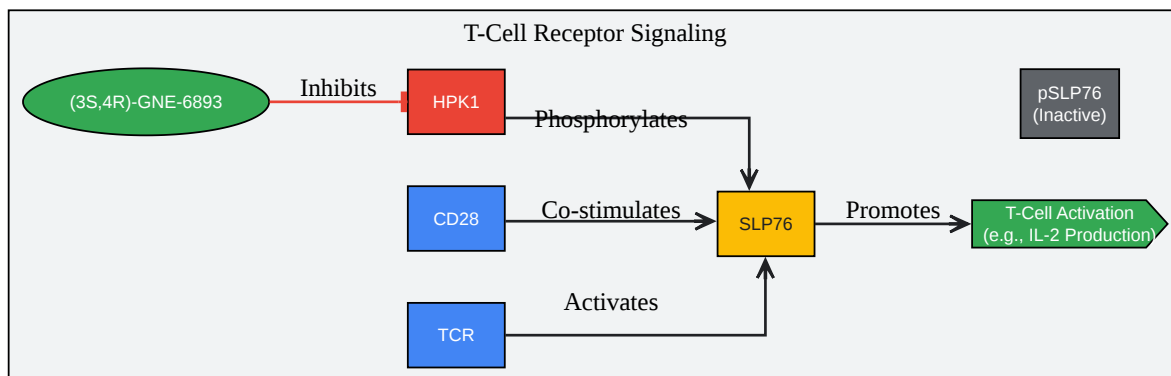 T-Cell Receptor Signaling
(3S,4R)-GNE-6893
Inhibits
HPK1
Phosphorylates
pSLP76
(Inactive)
CD28
Co-stimulates
SLP76
Promotes
T-Cell Activation
(e.g., IL-2 Production)
TCR
Activates